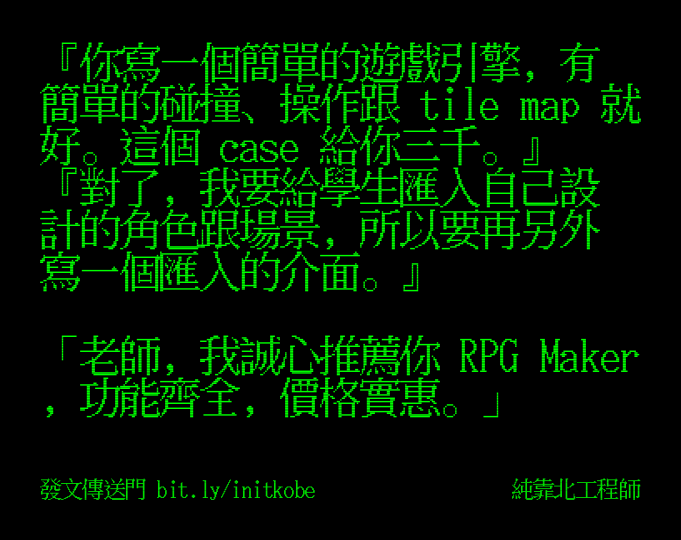 『你寫一個簡單的遊戲引擎，有
簡單的碰撞、操作跟 tile map 就
好。這個 case 給你三千。』
『對了，我要給學生匯入自己設
計的角色跟場景，所以要再另外
寫一個匯入的介面。』
「老師，我誠心推薦你 RPG Maker
，功能齊全，價格實惠。」
發文傳送門 bit.ly/initkobe
純靠北工程師